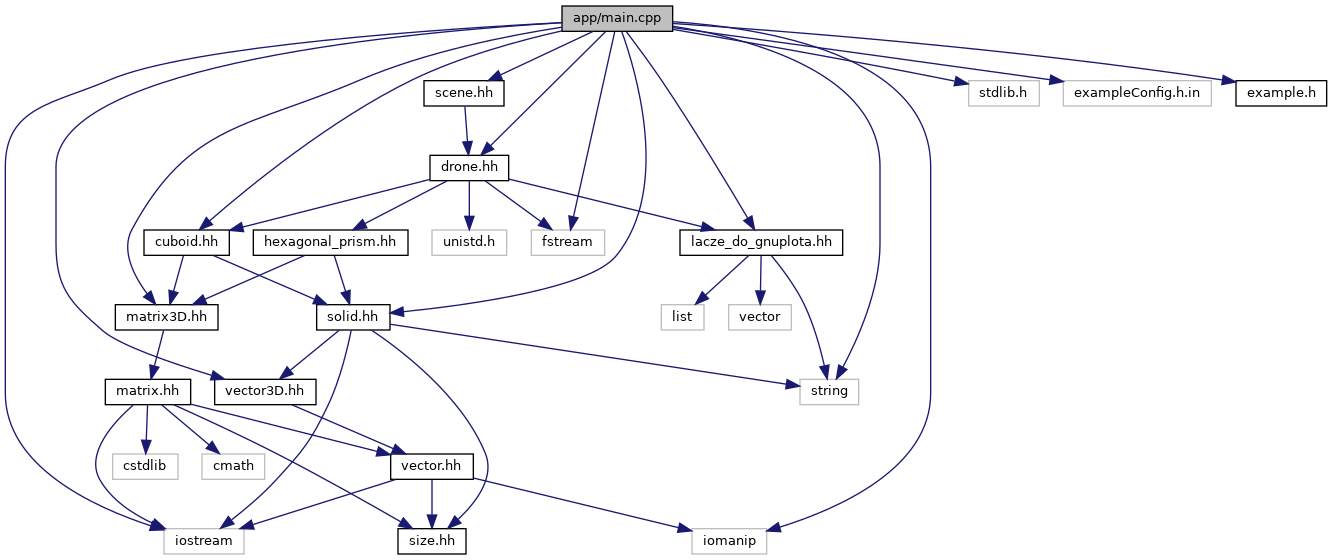 app/main.cpp
scene.hh
stdlib.h
exampleConfig.h.in
example.h
drone.hh
cuboid.hh
hexagonal_prism.hh
unistd.h
fstream
lacze_do_gnuplota.hh
matrix3D.hh
solid.hh
list
vector
matrix.hh
vector3D.hh
string
cstdlib
cmath
vector.hh
iostream
size.hh
iomanip